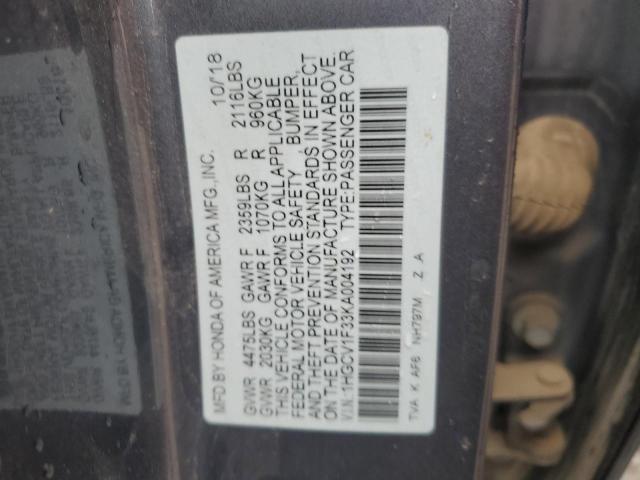 MFD BY HONDA OF AMERICA MFG., INC. 10/18
GVWR 4475LBS GAWR F 2359LBS R 2116LBS
GVWR 2030KG GAWR F 1070KG R 960KG
THIS VEHICLE CONFORMS TO ALL APPLICABLE
FEDERAL MOTOR VEHICLE SAFETY, BUMPER,
AND THEFT PREVENTION STANDARDS IN EFFECT
ON THE DATE OF MANUFACTURE SHOWN ABOVE.
V.I.N.: 1HGCV1F33KA004192 TYPE:PASSENGER CAR
TVA K AF6 NH797M Z A